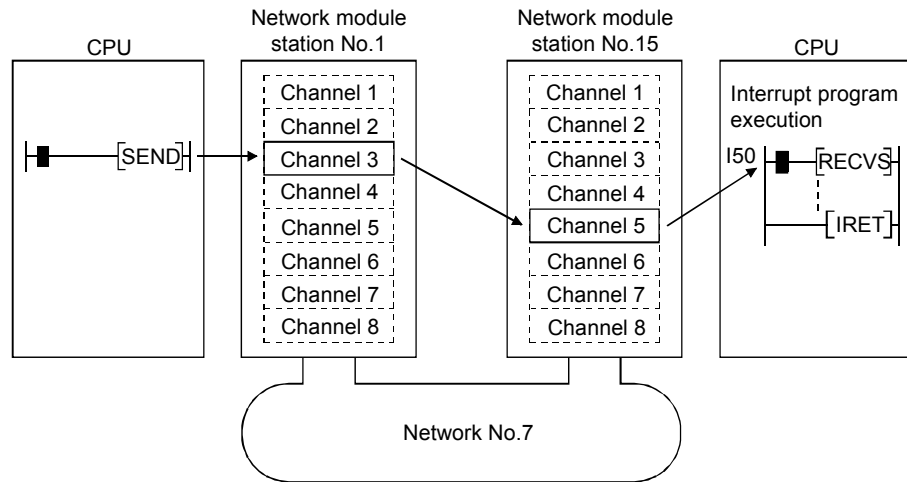 CPU
Network module
station No.1
Network module
station No.15
CPU
SEND
Channel 1
Channel 2
Channel 3
Channel 4
Channel 5
Channel 6
Channel 7
Channel 8
Channel 1
Channel 2
Channel 3
Channel 4
Channel 5
Channel 6
Channel 7
Channel 8
Interrupt program
execution
I50
RECVS
IRET
Network No.7